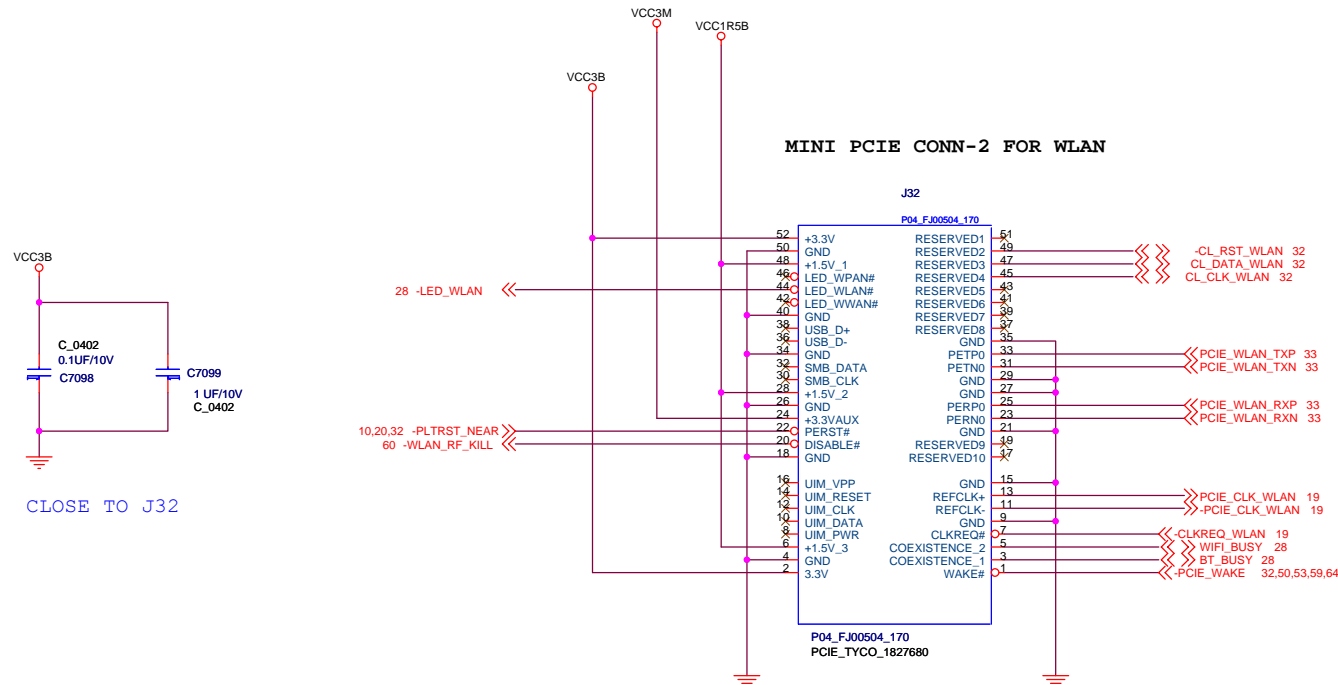 VCC3M
VCC1R5B
VCC3B
MINI PCIE CONN-2 FOR WLAN
J32
P04_FJ00504_170
52 +3.3V RESERVED1 51
50 GND RESERVED2 49 -CL_RST_WLAN 32
48 +1.5V_1 RESERVED3 47 CL_DATA_WLAN 32
46 LED_WPAN# RESERVED4 45 CL_CLK_WLAN 32
28 -LED_WLAN 44 LED_WLAN# RESERVED5 43
42 LED_WWAN# RESERVED6 41
40 GND RESERVED7 39
38 USB_D+ RESERVED8 37
36 USB_D- GND 35
34 GND PETP0 33 PCIE_WLAN_TXP 33
32 SMB_DATA PETN0 31 PCIE_WLAN_TXN 33
30 SMB_CLK GND 29
28 +1.5V_2 GND 27
26 GND PERP0 25 PCIE_WLAN_RXP 33
24 +3.3VAUX PERN0 23 PCIE_WLAN_RXN 33
10,20,32 -PLTRST_NEAR 22 PERST# GND 21
60 -WLAN_RF_KILL 20 DISABLE# RESERVED9 19
18 GND RESERVED10 17
16 UIM_VPP GND 15
14 UIM_RESET REFCLK+ 13 PCIE_CLK_WLAN 19
12 UIM_CLK REFCLK- 11 -PCIE_CLK_WLAN 19
10 UIM_DATA GND 9
8 UIM_PWR CLKREQ# 7 -CLKREQ_WLAN 19
6 +1.5V_3 COEXISTENCE_2 5 WIFI_BUSY 28
4 GND COEXISTENCE_1 3 BT_BUSY 28
2 3.3V WAKE# 1 -PCIE_WAKE 32,50,53,59,64
P04_FJ00504_170
PCIE_TYCO_1827680
VCC3B
C_0402
0.1UF/10V
C7098
C7099
1 UF/10V
C_0402
CLOSE TO J32